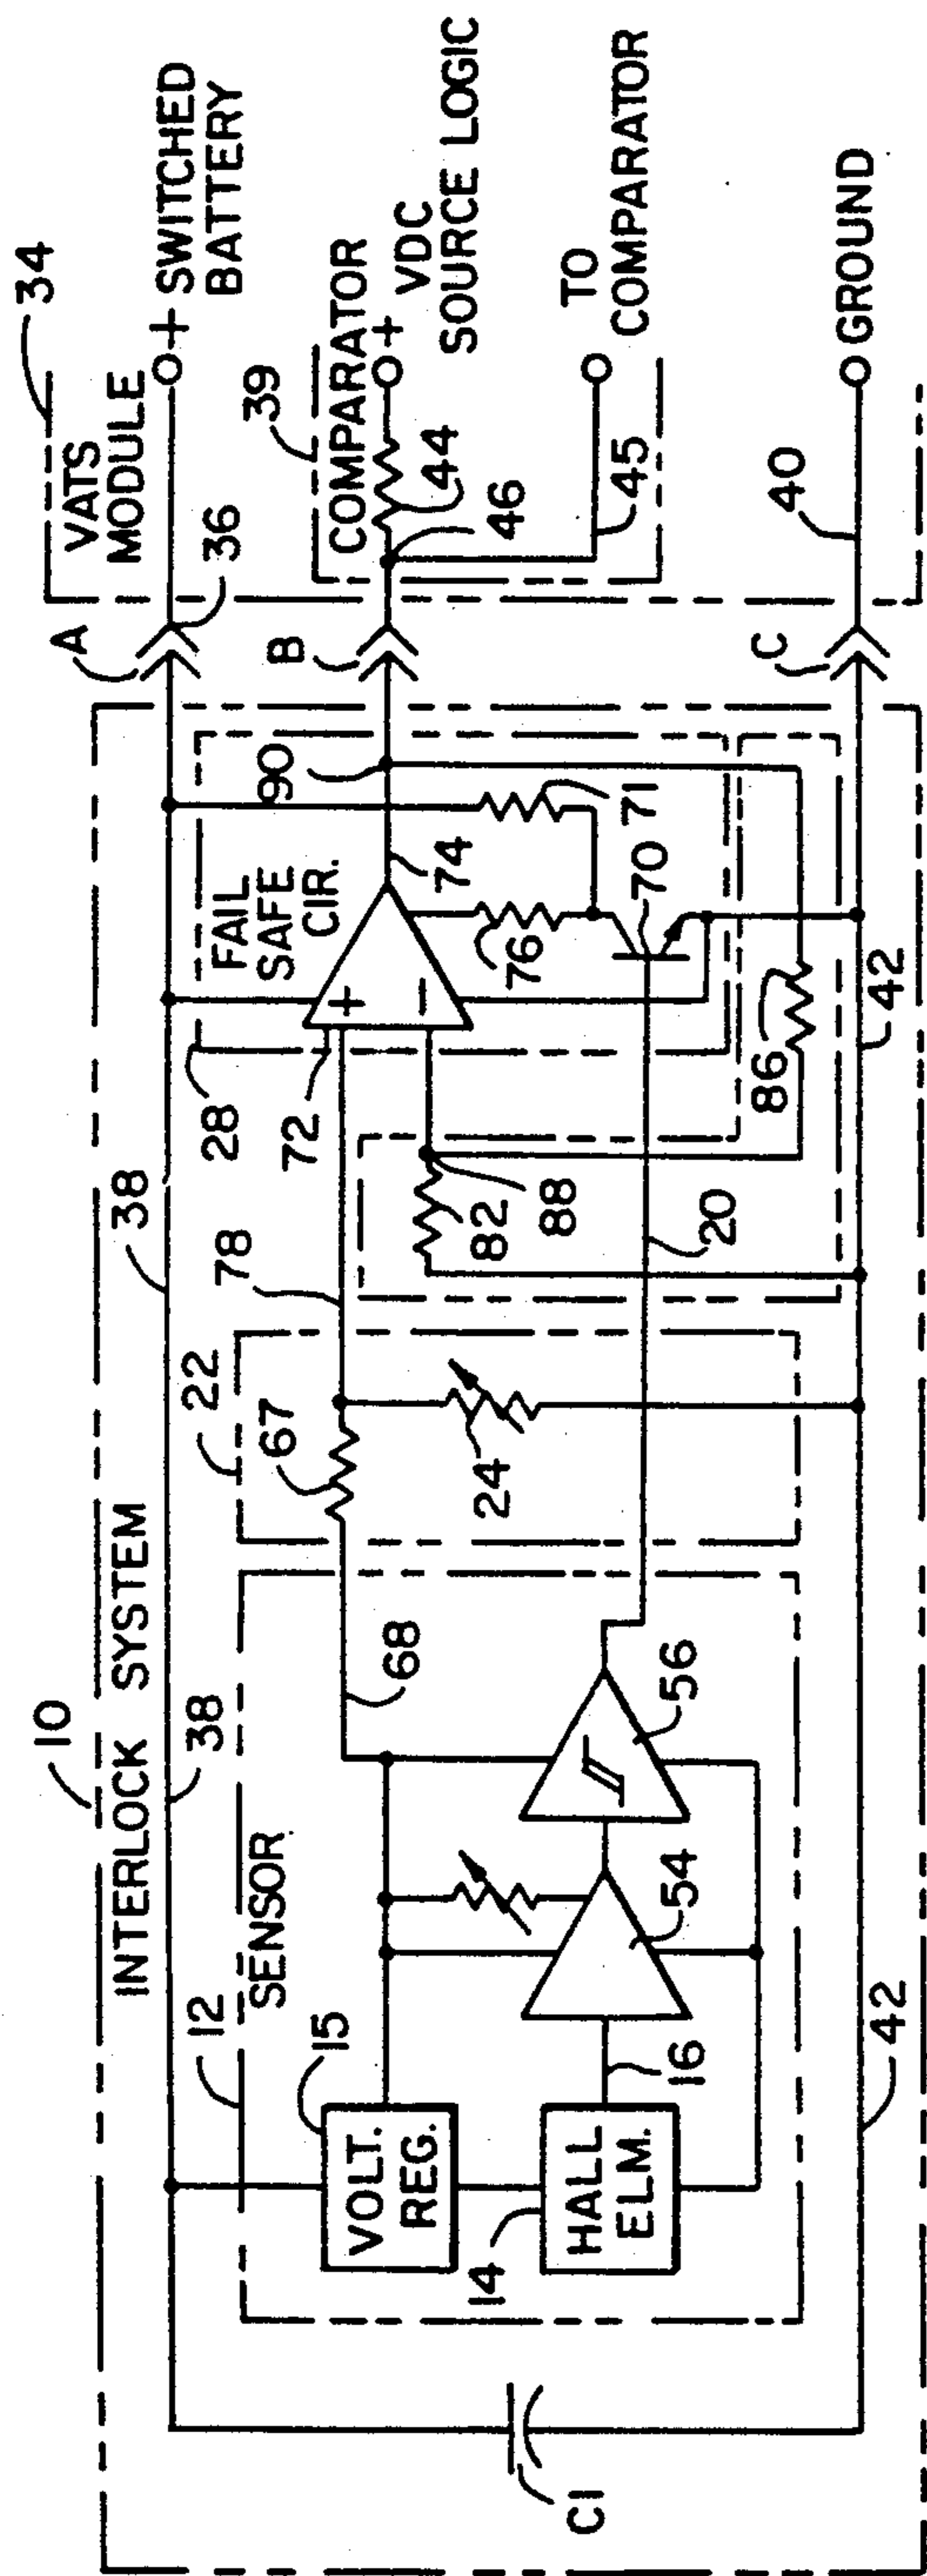 10
INTERLOCK SYSTEM
38
38
12
SENSOR
15
VOLT.
REG.
14
HALL
ELM.
16
54
56
68
22
67
24
78
20
28
72
FAIL
SAFE
CIR.
90
74
76
71
70
82
88
86
42
42
C1
A
36
B
C
VATS
MODULE
34
+ SWITCHED
BATTERY
39
COMPARATOR
44
+ VDC
SOURCE LOGIC
46
45
TO
COMPARATOR
40
GROUND
+
−